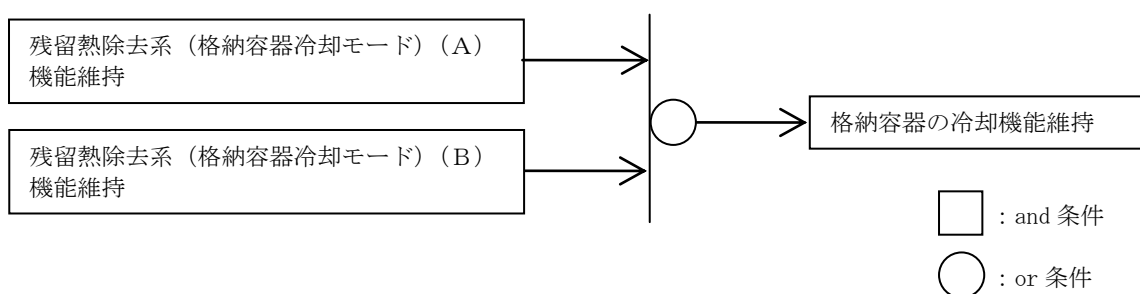 残留熱除去系（格納容器冷却モード）（A）
機能維持
残留熱除去系（格納容器冷却モード）（B）
機能維持
格納容器の冷却機能維持
：and 条件
：or 条件